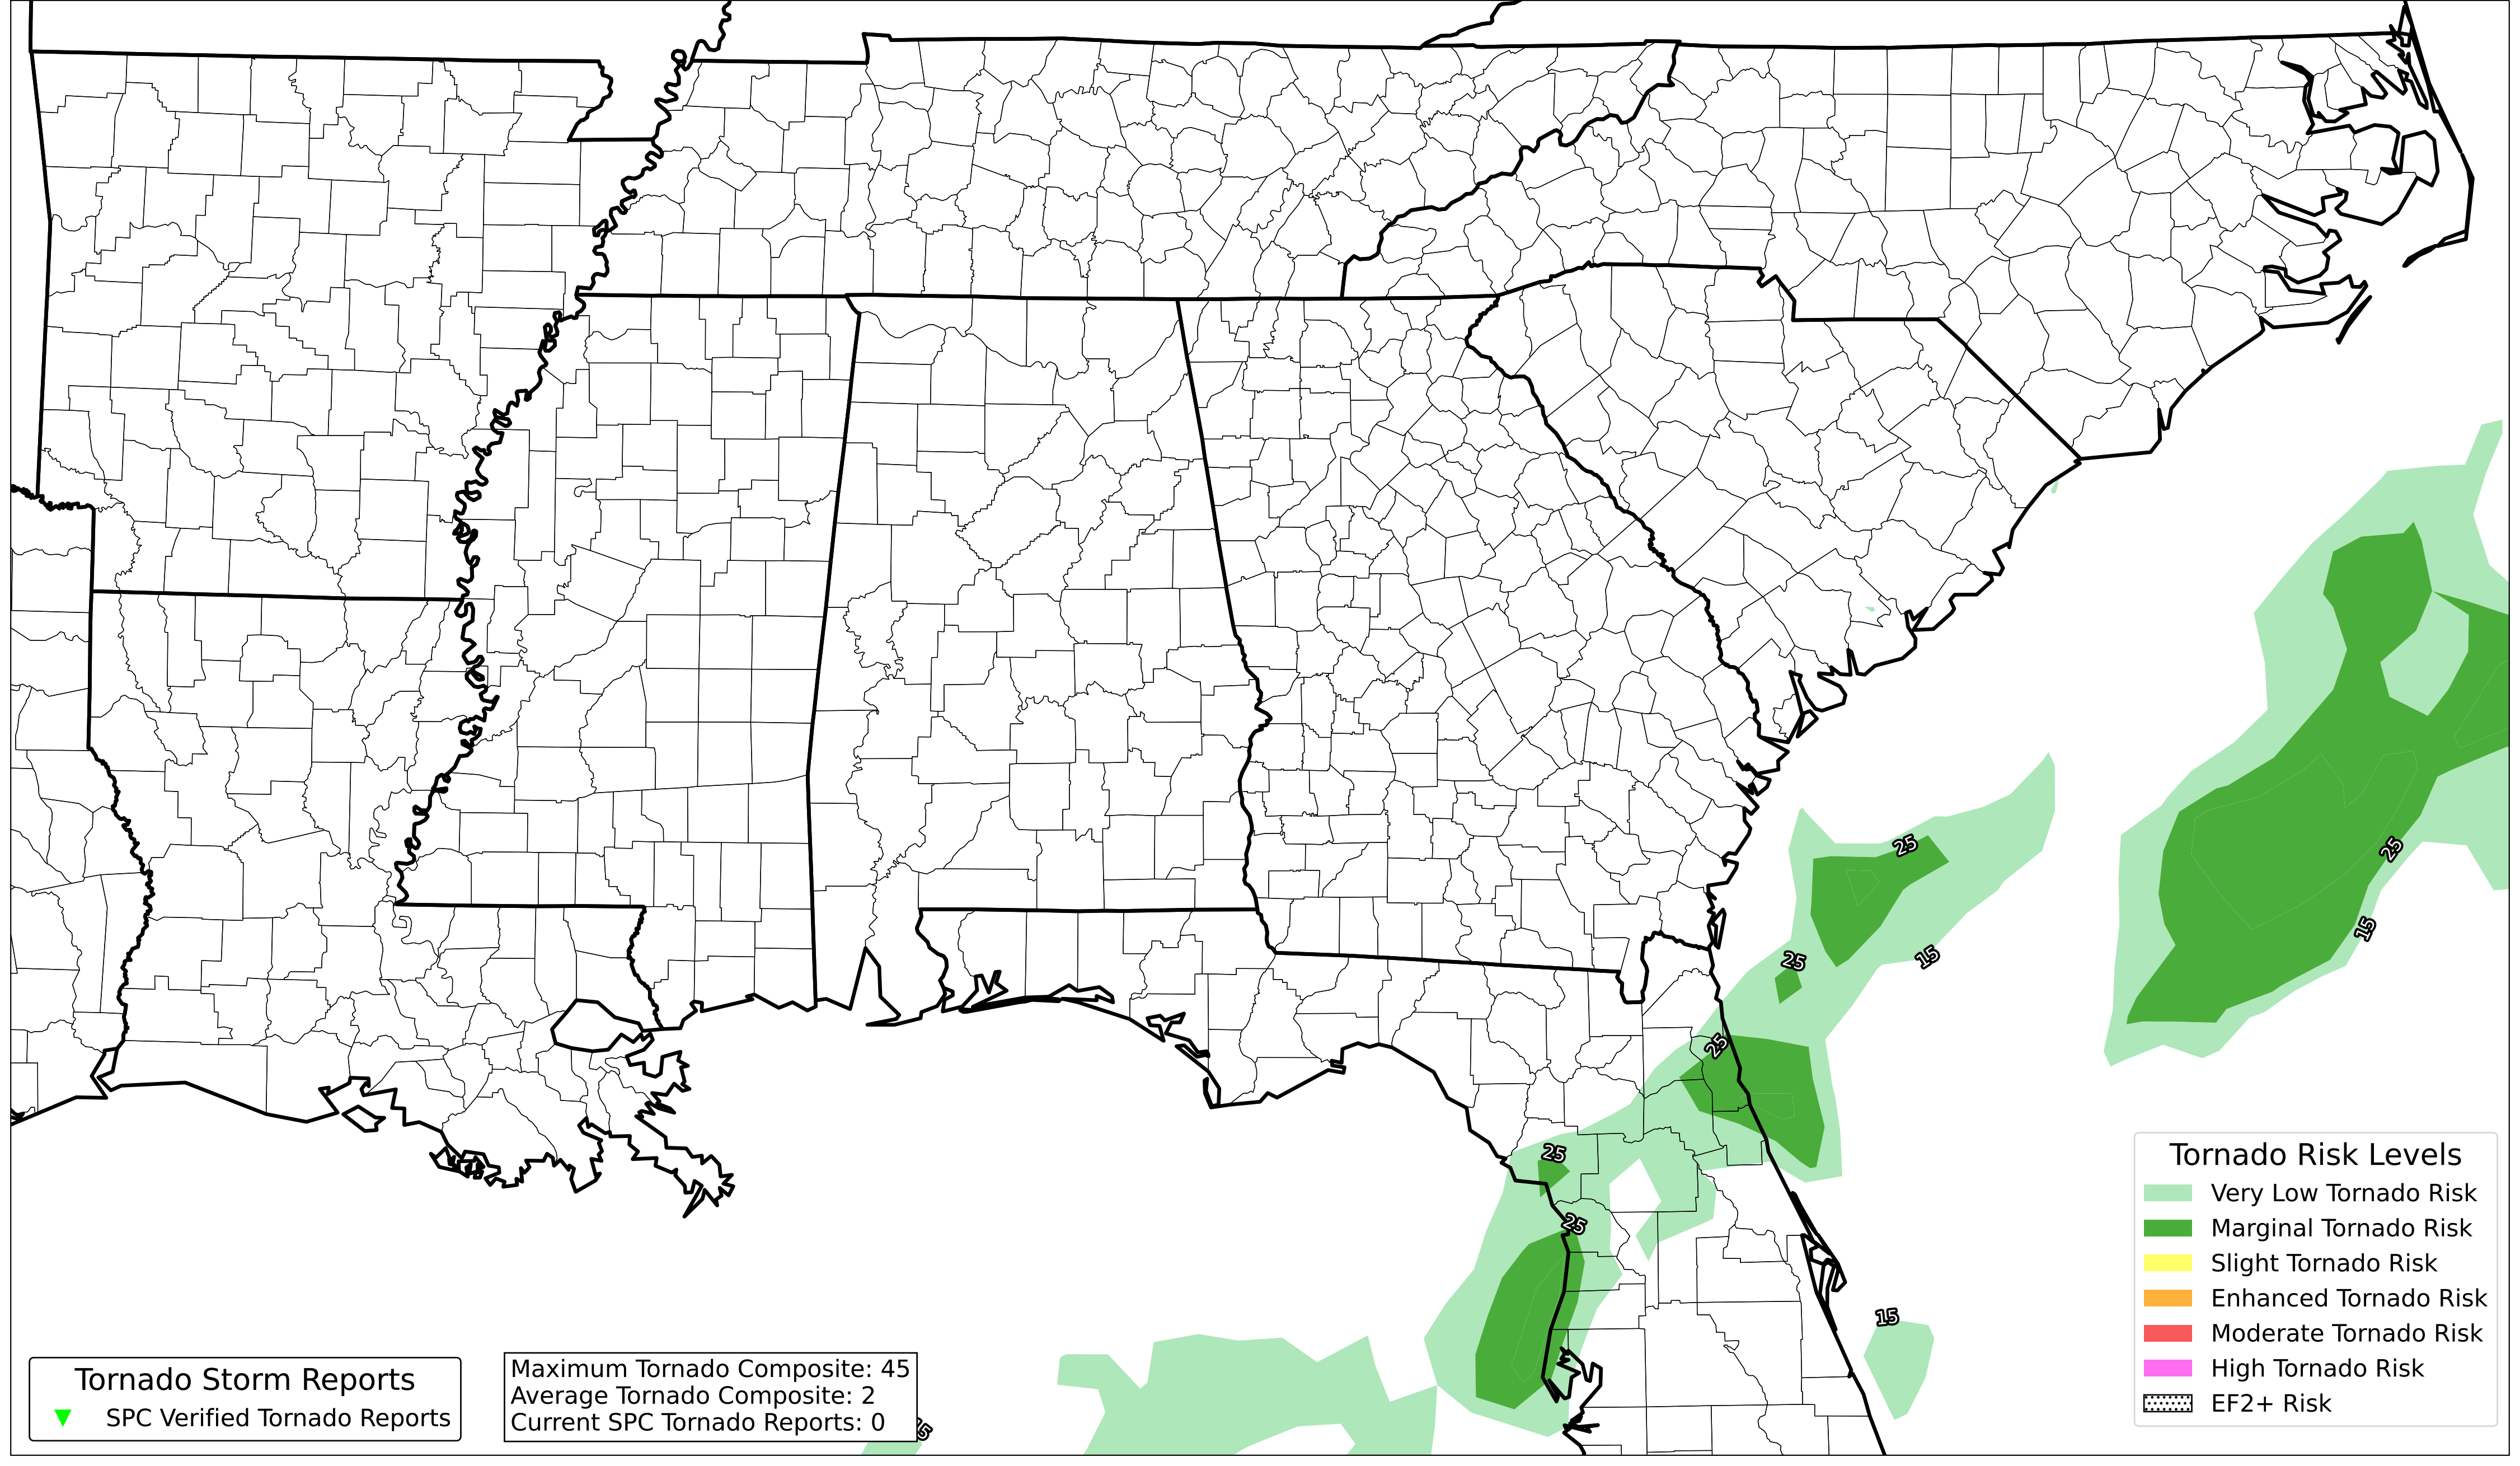 25
25
15
25
15
25
25
25
15
Tornado Risk Levels
Very Low Tornado Risk
Marginal Tornado Risk
Slight Tornado Risk
Enhanced Tornado Risk
Moderate Tornado Risk
High Tornado Risk
EF2+ Risk
Tornado Storm Reports
SPC Verified Tornado Reports
Maximum Tornado Composite: 45
Average Tornado Composite: 2
Current SPC Tornado Reports: 0